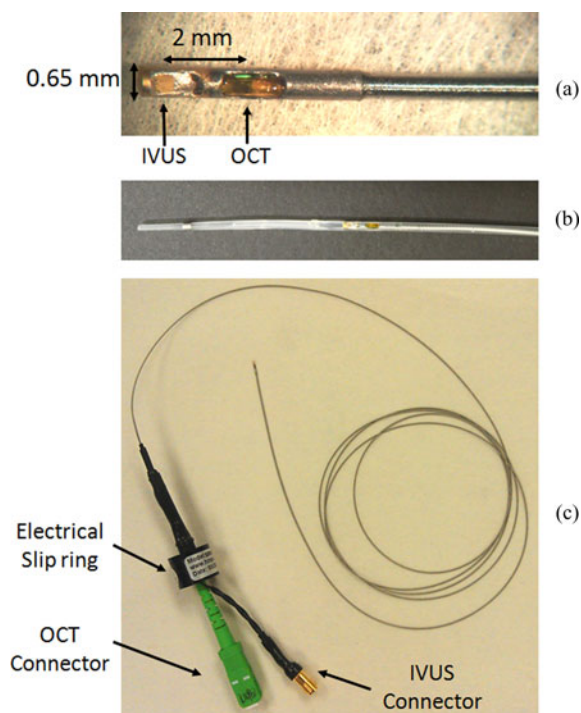 2 mm
0.65 mm
(a)
IVUS
OCT
(b)
Electrical
Slip ring
(c)
OCT
Connector
IVUS
Connector